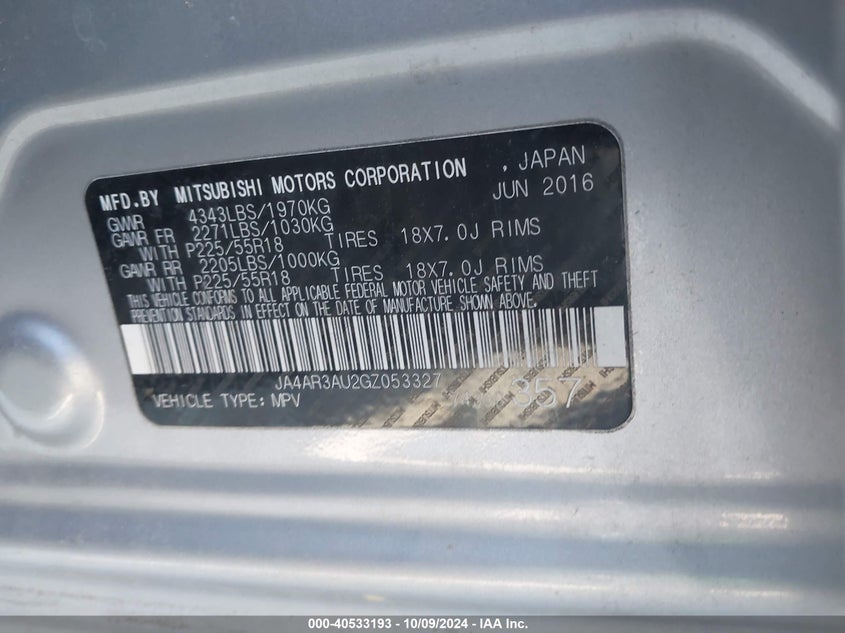 MFD.BY MITSUBISHI MOTORS CORPORATION , JAPAN
JUN 2016
GVWR 4343LBS/1970KG
GAWR FR 2271LBS/1030KG
WITH P225/55R18 TIRES 18X7.0J RIMS
GAWR RR 2205LBS/1000KG
WITH P225/55R18 TIRES 18X7.0J RIMS
THIS VEHICLE CONFORMS TO ALL APPLICABLE FEDERAL MOTOR VEHICLE SAFETY AND THEFT
PREVENTION STANDARDS IN EFFECT ON THE DATE OF MANUFACTURE SHOWN ABOVE.
JA4AR3AU2GZ053327
VEHICLE TYPE: MPV
357
000-40533193 - 10/09/2024 - IAA Inc.